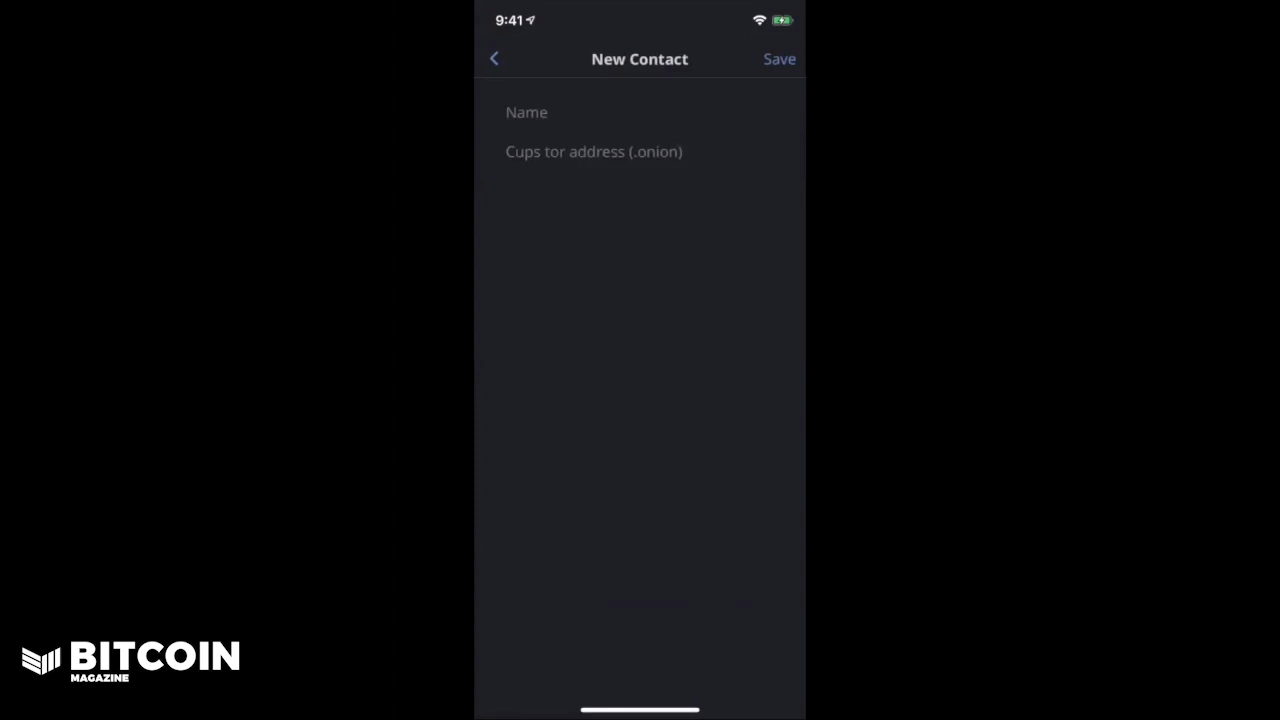 9:41
New Contact
Save
Name
Cups tor address (.onion)
BITCOIN
MAGAZINE